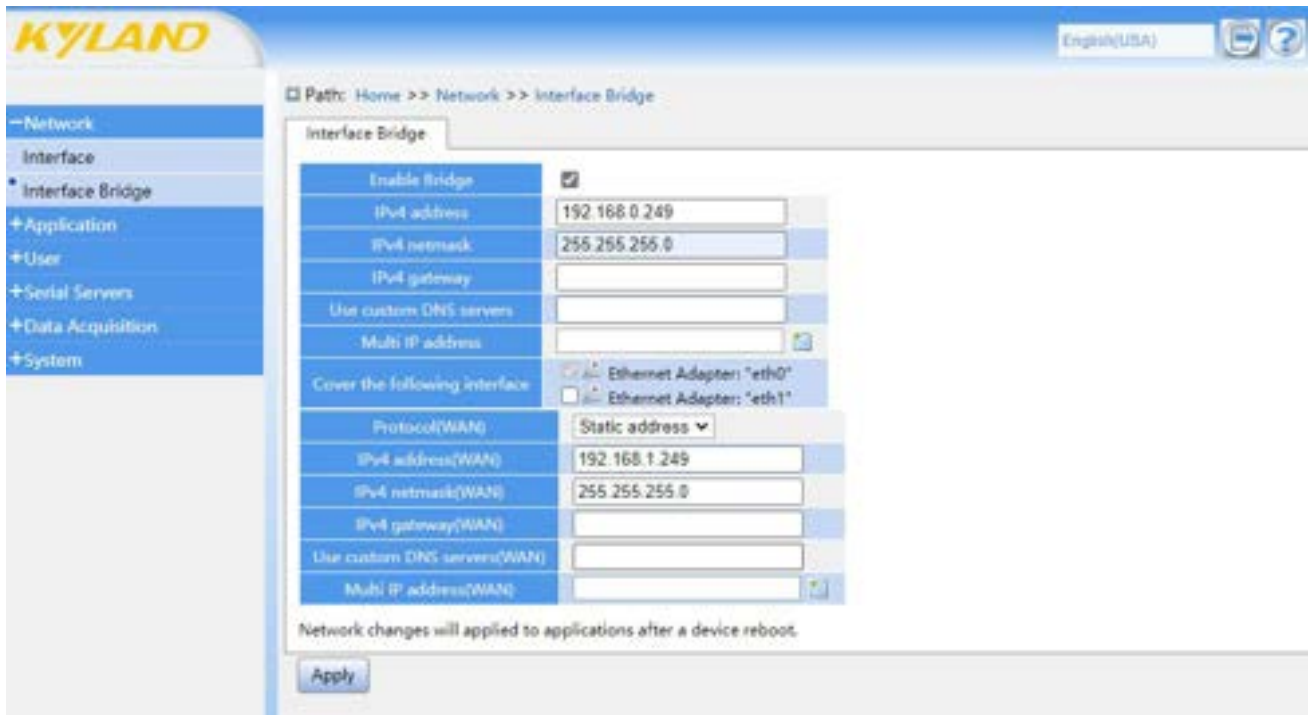 KYLAND
English(USA)
Path: Home >> Network >> Interface Bridge
Network
Interface
Interface Bridge
Application
User
Serial Servers
Data Acquisition
System
Interface Bridge
Enable Bridge
IPv4 address 192.168.0.249
IPv4 netmask 255.255.255.0
IPv4 gateway
Use custom DNS servers
Multi IP address
Cover the following interface
Ethernet Adapter: "eth0"
Ethernet Adapter: "eth1"
Protocol(WAN) Static address
IPv4 address(WAN) 192.168.1.249
IPv4 netmask(WAN) 255.255.255.0
IPv4 gateway(WAN)
Use custom DNS servers(WAN)
Multi IP address(WAN)
Network changes will applied to applications after a device reboot.
Apply